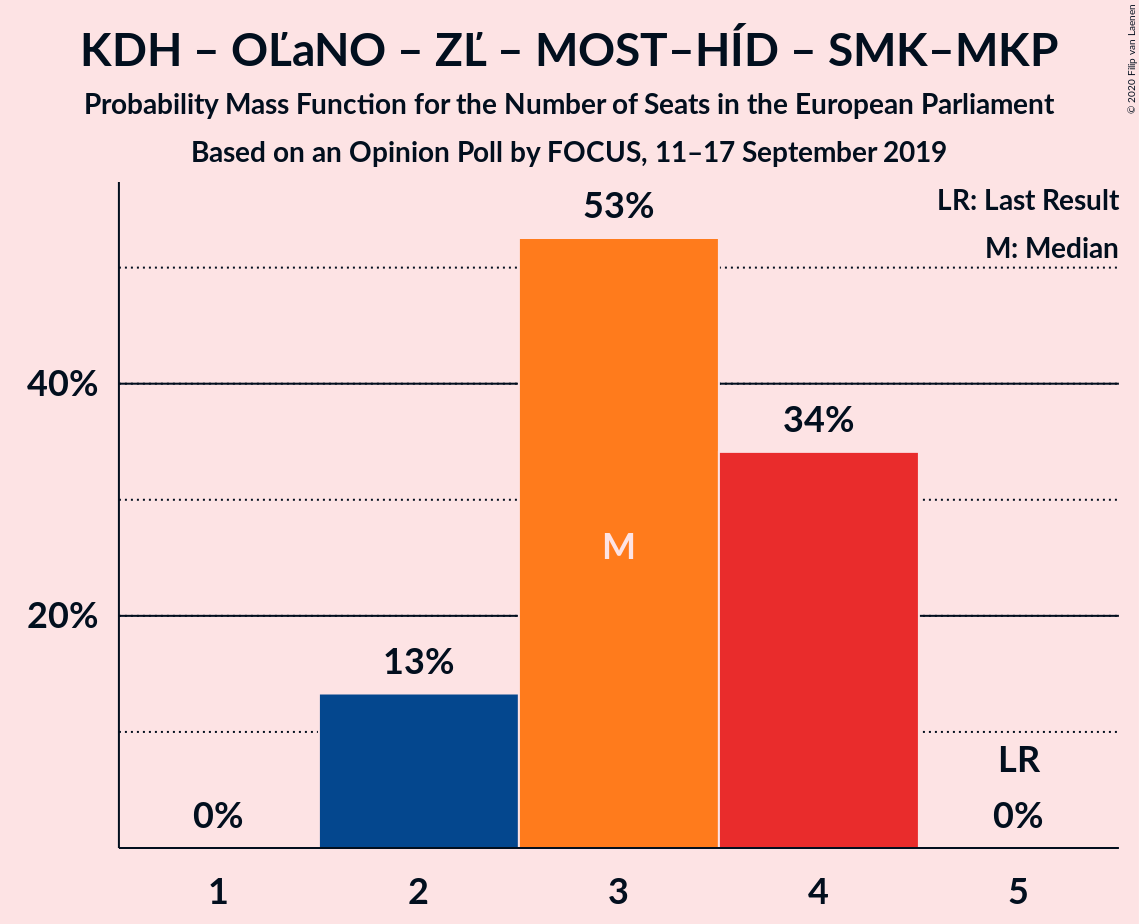 KDH – OĽaNO – ZĽ – MOST–HÍD – SMK–MKP
Probability Mass Function for the Number of Seats in the European Parliament
Based on an Opinion Poll by FOCUS, 11–17 September 2019
© 2020 Filip van Laenen
LR: Last Result
M: Median
53%
40%
34%
M
20%
13%
LR
0%
0%
1 2 3 4 5